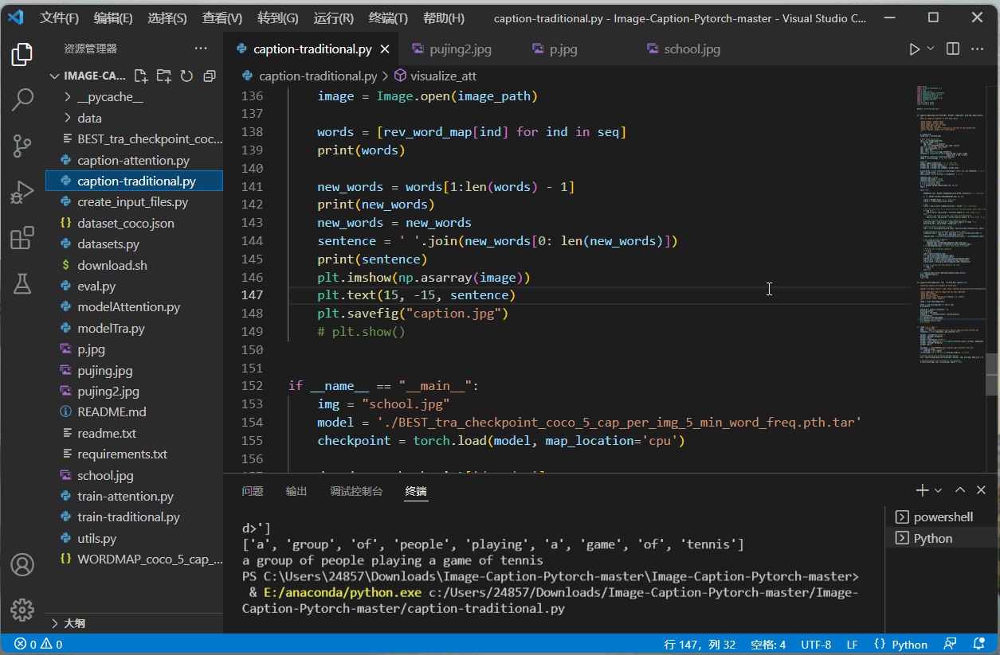 文件(F) 编辑(E) 选择(S) 查看(V) 转到(G) 运行(R) 终端(T) 帮助(H) caption-traditional.py - Image-Caption-Pytorch-master - Visual Studio C...
资源管理器
caption-traditional.py pujing2.jpg p.jpg school.jpg
IMAGE-CA...
__pycache__
data
BEST_tra_checkpoint_coc...
caption-attention.py
caption-traditional.py
create_input_files.py
dataset_coco.json
datasets.py
download.sh
eval.py
modelAttention.py
modelTra.py
p.jpg
pujing.jpg
pujing2.jpg
README.md
readme.txt
requirements.txt
school.jpg
train-attention.py
train-traditional.py
utils.py
WORDMAP_coco_5_cap_...
大纲
caption-traditional.py > visualize_att
136 image = Image.open(image_path)
137
138 words = [rev_word_map[ind] for ind in seq]
139 print(words)
140
141 new_words = words[1:len(words) - 1]
142 print(new_words)
143 new_words = new_words
144 sentence = ' '.join(new_words[0: len(new_words)])
145 print(sentence)
146 plt.imshow(np.asarray(image))
147 plt.text(15, -15, sentence)
148 plt.savefig("caption.jpg")
149 # plt.show()
150
151
152 if __name__ == "__main__":
153 img = "school.jpg"
154 model = './BEST_tra_checkpoint_coco_5_cap_per_img_5_min_word_freq.pth.tar'
155 checkpoint = torch.load(model, map_location='cpu')
156
问题 输出 调试控制台 终端
d>']
['a', 'group', 'of', 'people', 'playing', 'a', 'game', 'of', 'tennis']
a group of people playing a game of tennis
PS C:\Users\24857\Downloads\Image-Caption-Pytorch-master\Image-Caption-Pytorch-master>
& E:/anaconda/python.exe c:/Users/24857/Downloads/Image-Caption-Pytorch-master/Image-
Caption-Pytorch-master/caption-traditional.py
powershell
Python
0 0 行 147，列 32 空格: 4 UTF-8 LF {} Python